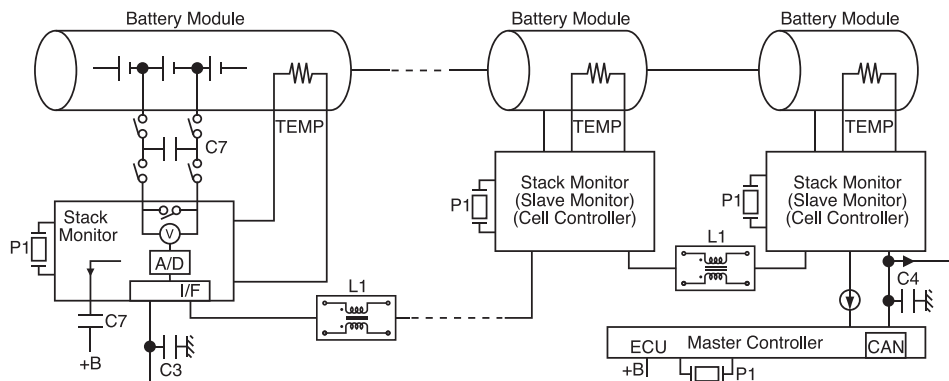 Battery Module
Battery Module
Battery Module
C7
TEMP
TEMP
TEMP
P1
Stack
Monitor
V
A/D
I/F
C7
+B
C3
L1
P1
Stack Monitor
(Slave Monitor)
(Cell Controller)
L1
P1
Stack Monitor
(Slave Monitor)
(Cell Controller)
C4
ECU
Master Controller
CAN
+B
P1